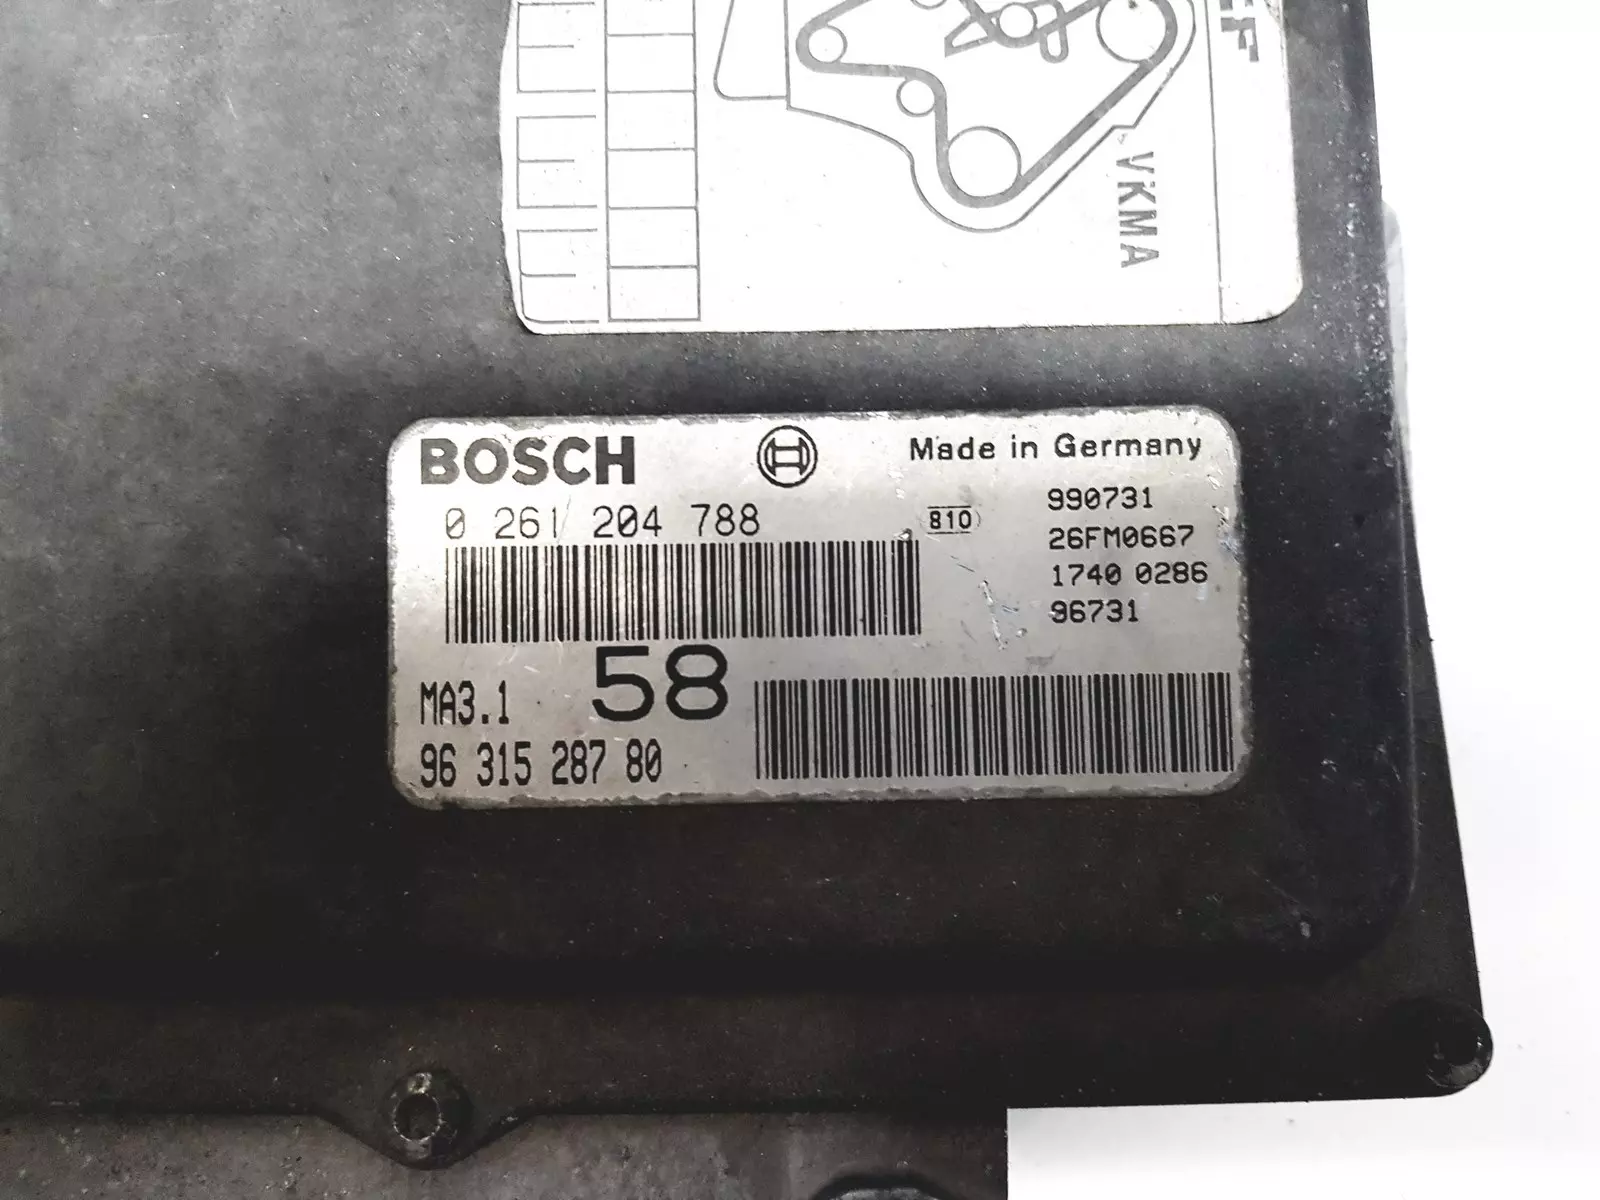 VKMA
BOSCH
Made in Germany
0 261 204 788
810
990731
26FM0667
1740 0286
96731
MA3.1
58
96 315 287 80